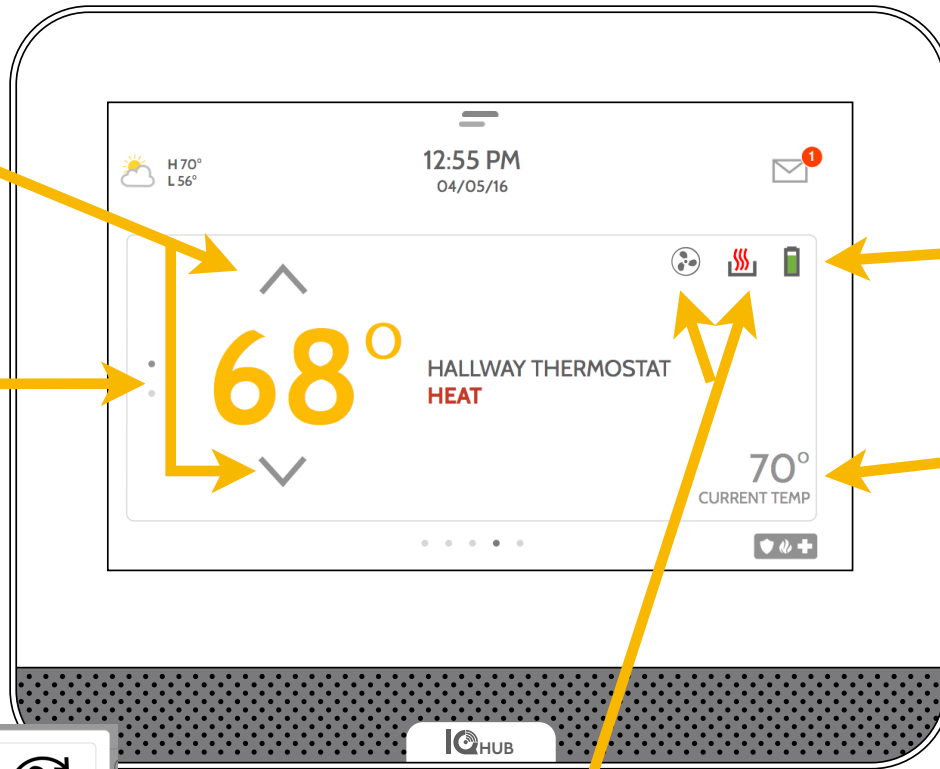 H 70°
L 56°
12:55 PM
04/05/16
1
68°
HALLWAY THERMOSTAT
HEAT
70°
CURRENT TEMP
IQ HUB